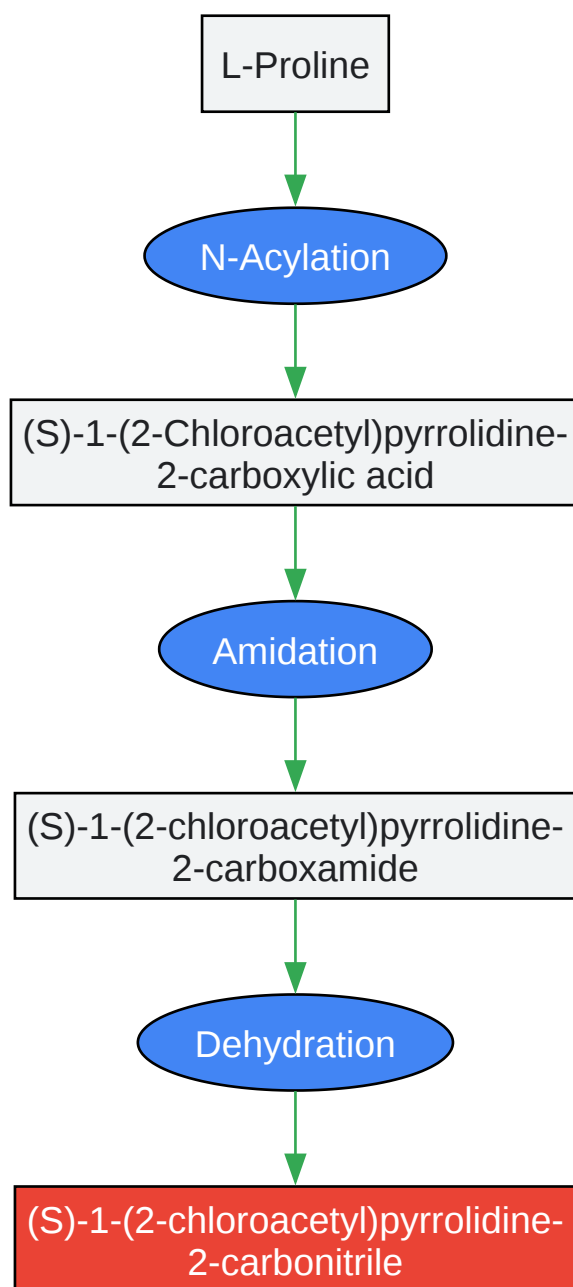 L-Proline
N-Acylation
(S)-1-(2-Chloroacetyl)pyrrolidine-
2-carboxylic acid
Amidation
(S)-1-(2-chloroacetyl)pyrrolidine-
2-carboxamide
Dehydration
(S)-1-(2-chloroacetyl)pyrrolidine-
2-carbonitrile